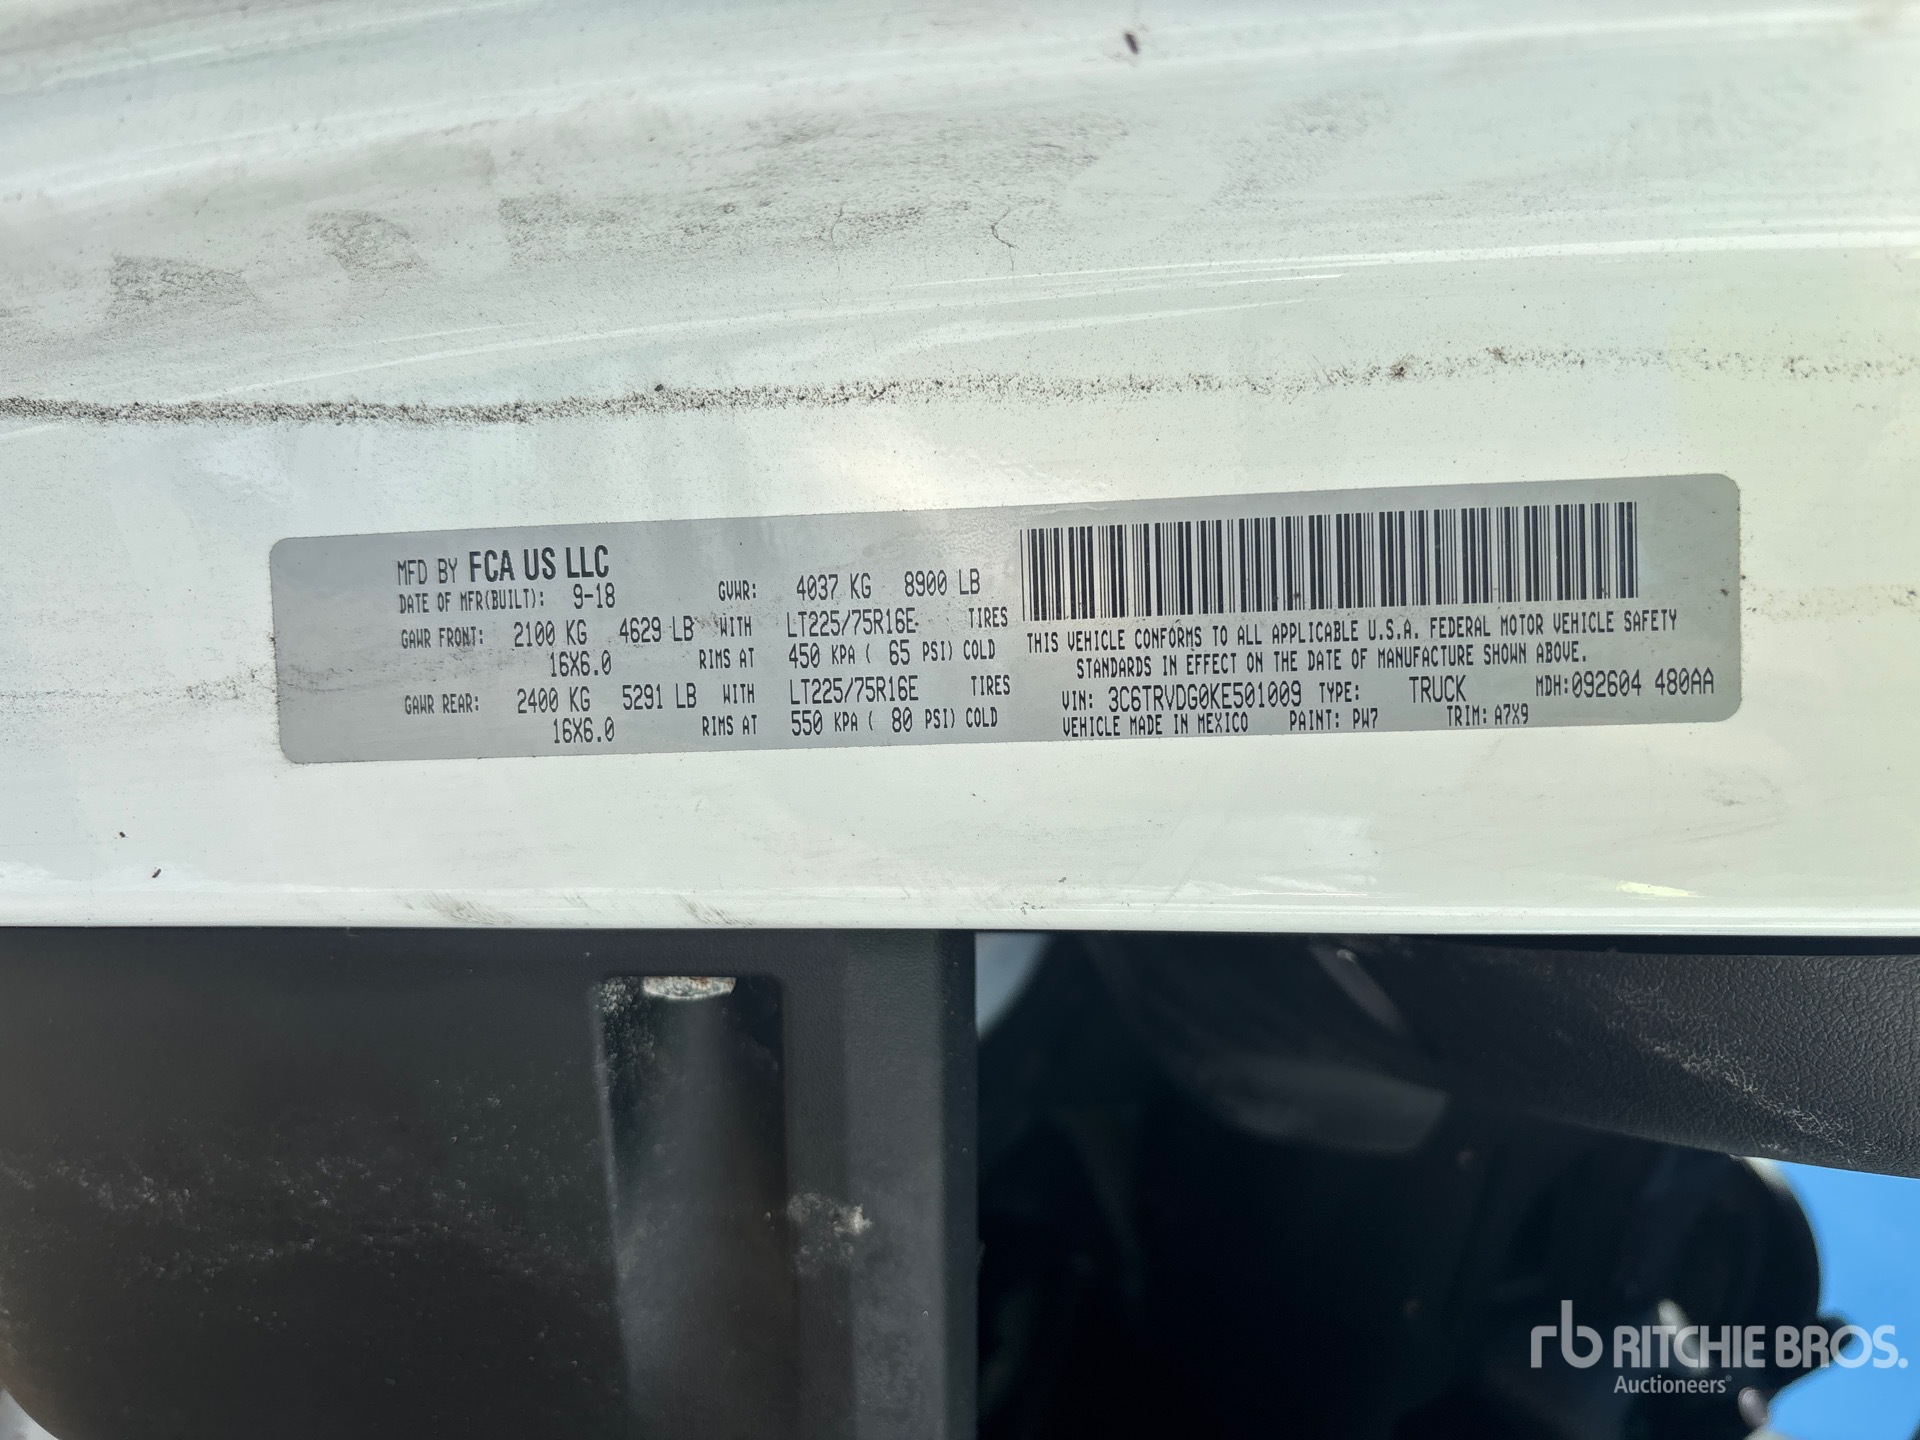 MFD BY FCA US LLC
DATE OF MFR(BUILT): 9-18 GVWR: 4037 KG 8900 LB
GAWR FRONT: 2100 KG 4629 LB WITH LT225/75R16E TIRES
16X6.0 RIMS AT 450 KPA ( 65 PSI) COLD
GAWR REAR: 2400 KG 5291 LB WITH LT225/75R16E TIRES
16X6.0 RIMS AT 550 KPA ( 80 PSI) COLD
THIS VEHICLE CONFORMS TO ALL APPLICABLE U.S.A. FEDERAL MOTOR VEHICLE SAFETY
STANDARDS IN EFFECT ON THE DATE OF MANUFACTURE SHOWN ABOVE.
VIN: 3C6TRVDG0KE501009 TYPE: TRUCK MDH:092604 480AA
VEHICLE MADE IN MEXICO PAINT: PW7 TRIM: A7X9
rb RITCHIE BROS.
Auctioneers